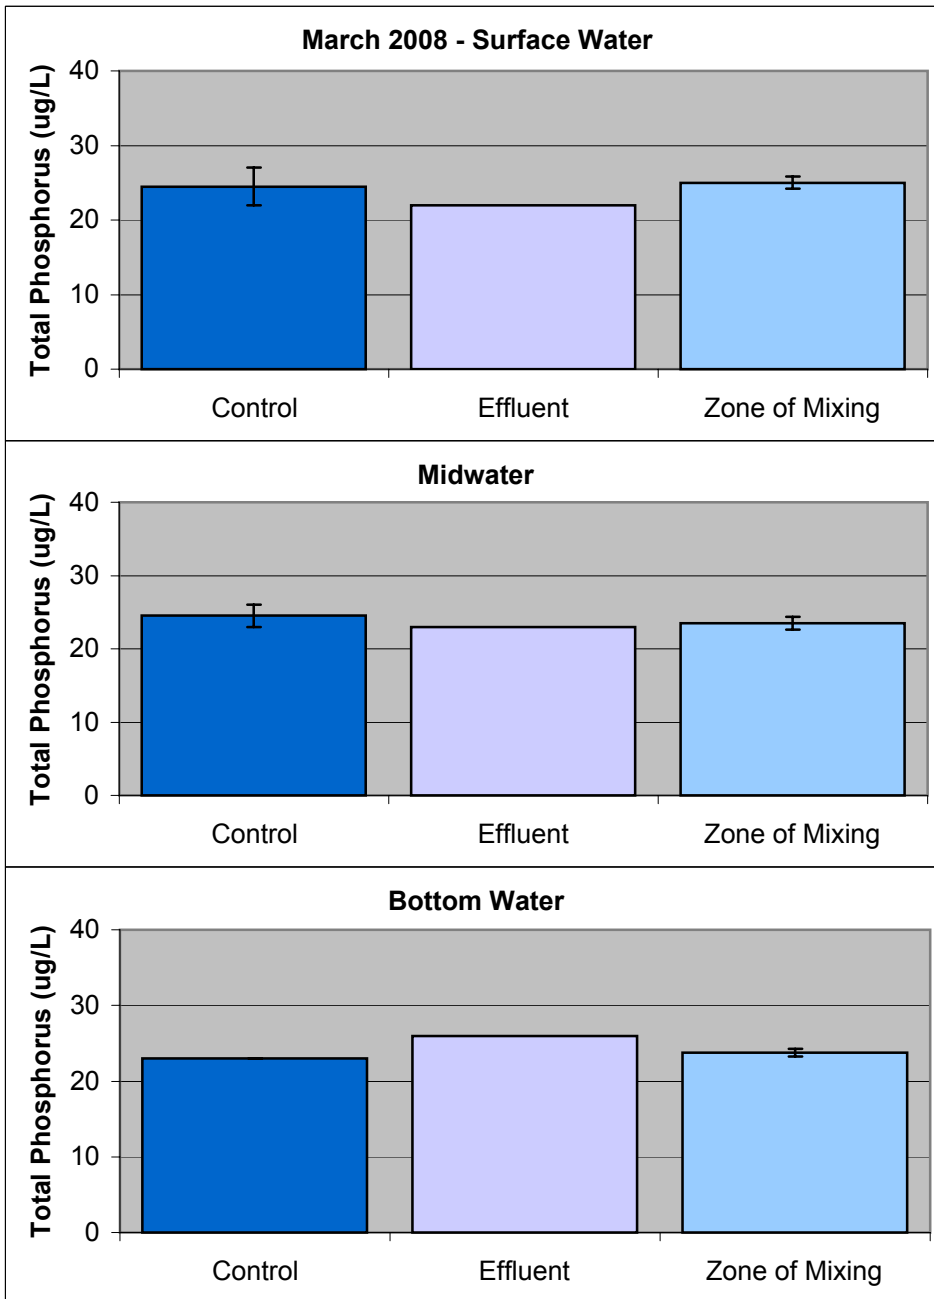 March 2008 - Surface Water
Total Phosphorus (ug/L)
40
30
20
10
0
Control Effluent Zone of Mixing
Midwater
Total Phosphorus (ug/L)
40
30
20
10
0
Control Effluent Zone of Mixing
Bottom Water
Total Phosphorus (ug/L)
40
30
20
10
0
Control Effluent Zone of Mixing